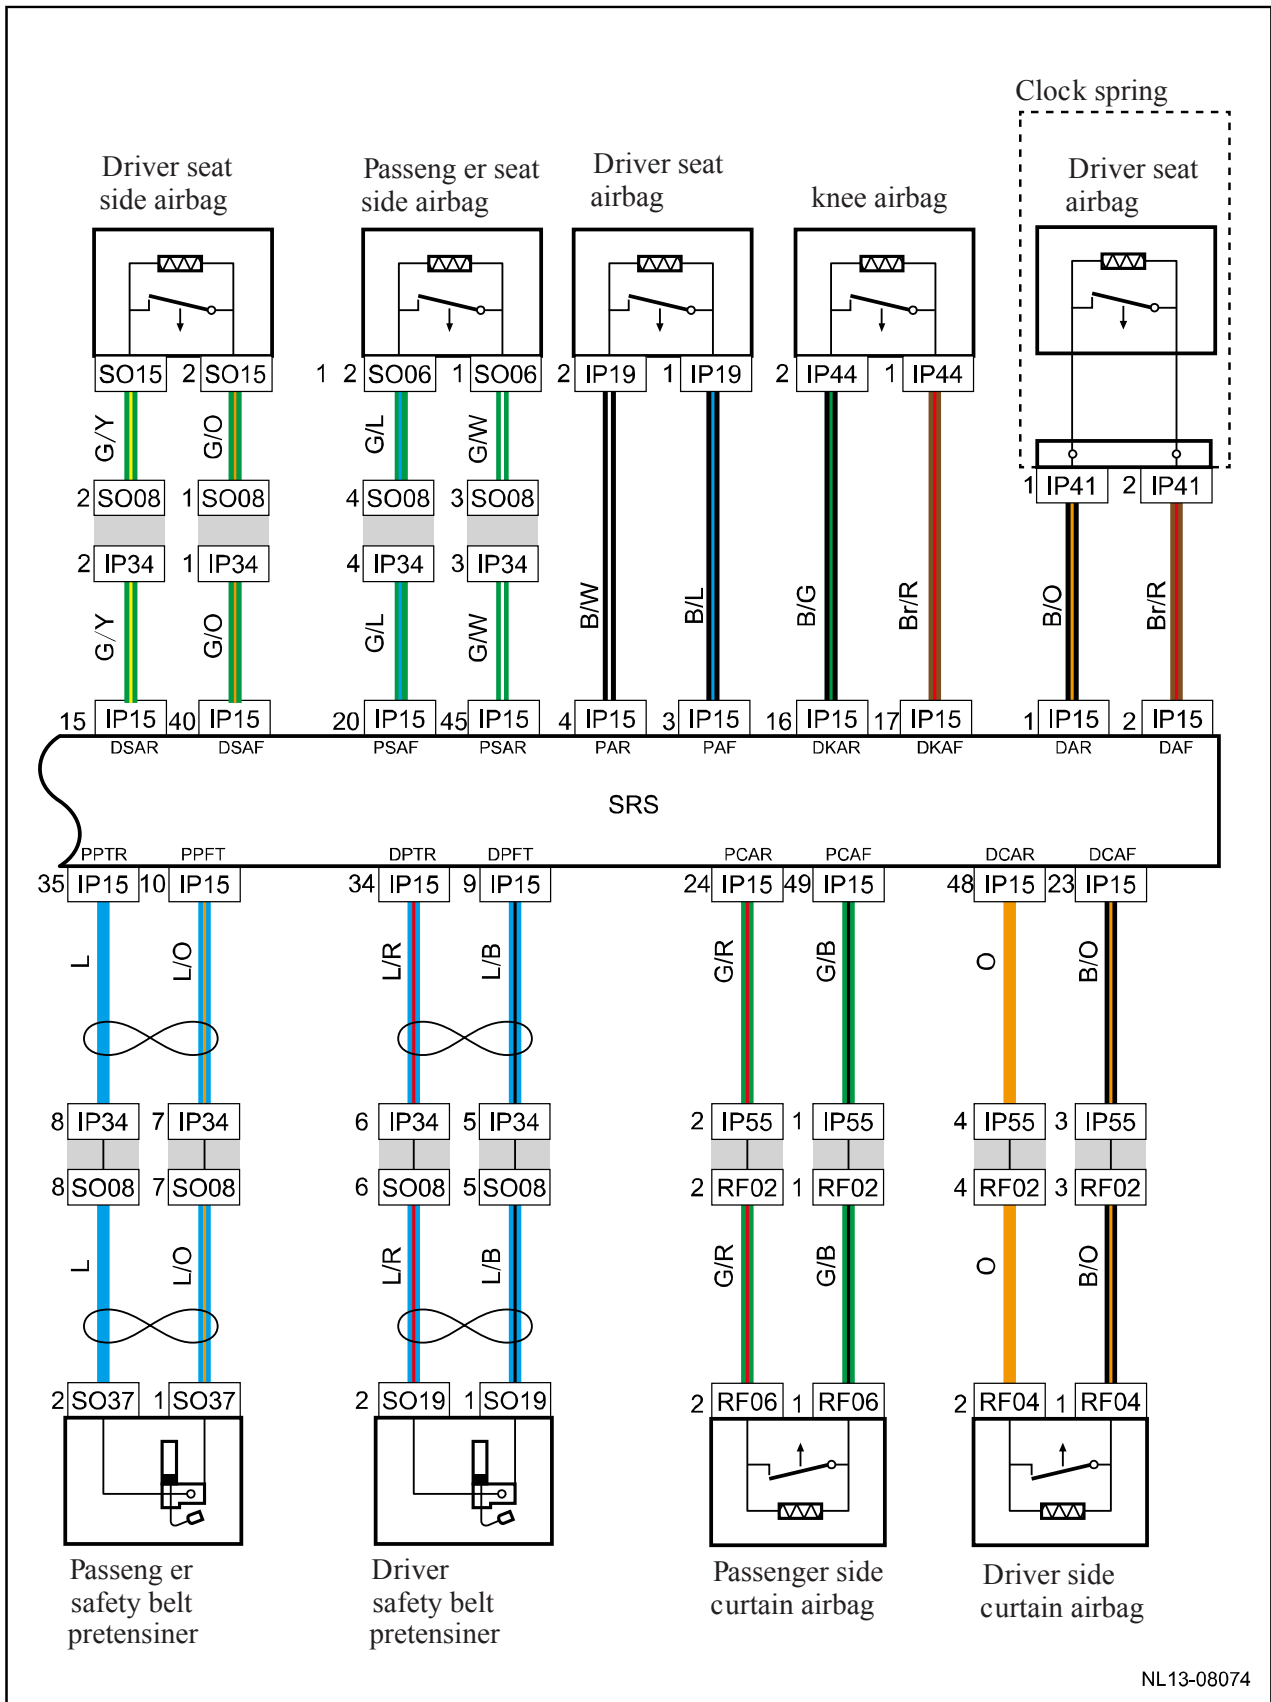 Clock spring
Driver seat
side airbag
Passeng er seat
side airbag
Driver seat
airbag
knee airbag
Driver seat
airbag
SO15 2 SO15 1 2 SO06 1 SO06 2 IP19 1 IP19 2 IP44 1 IP44
G/Y G/O G/L G/W
1 IP41 2 IP41
2 SO08 1 SO08 4 SO08 3 SO08
2 IP34 1 IP34 4 IP34 3 IP34
G/Y G/O G/L G/W B/W B/L B/G Br/R B/O Br/R
15 IP15 40 IP15 20 IP15 45 IP15 4 IP15 3 IP15 16 IP15 17 IP15 1 IP15 2 IP15
DSAR DSAF PSAF PSAR PAR PAF DKAR DKAF DAR DAF
SRS
PPTR PPFT DPTR DPFT PCAR PCAF DCAR DCAF
35 IP15 10 IP15 34 IP15 9 IP15 24 IP15 49 IP15 48 IP15 23 IP15
L L/O L/R L/B G/R G/B O B/O
8 IP34 7 IP34 6 IP34 5 IP34 2 IP55 1 IP55 4 IP55 3 IP55
8 SO08 7 SO08 6 SO08 5 SO08 2 RF02 1 RF02 4 RF02 3 RF02
L L/O L/R L/B G/R G/B O B/O
2 SO37 1 SO37 2 SO19 1 SO19 2 RF06 1 RF06 2 RF04 1 RF04
Passeng er
safety belt
pretensiner
Driver
safety belt
pretensiner
Passenger side
curtain airbag
Driver side
curtain airbag
NL13-08074